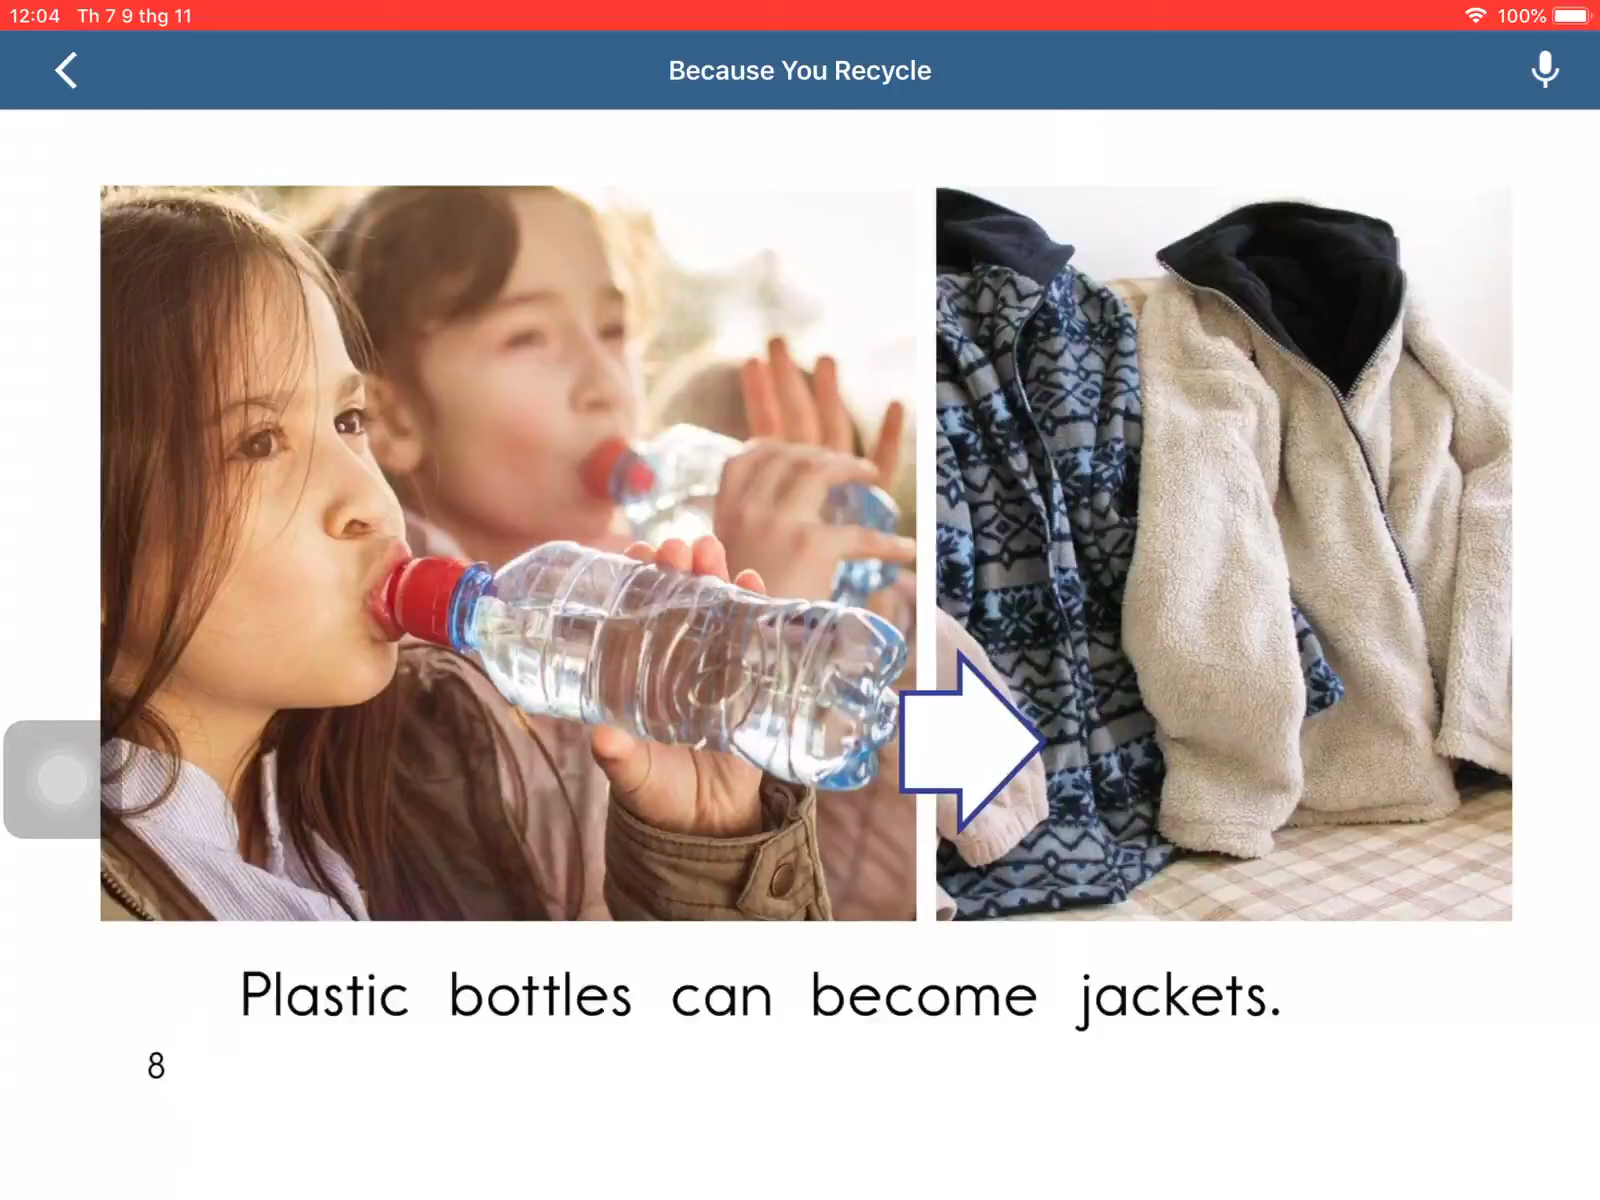 12:04 Th 7 9 thg 11 100%
Because You Recycle
Plastic bottles can become jackets.
8